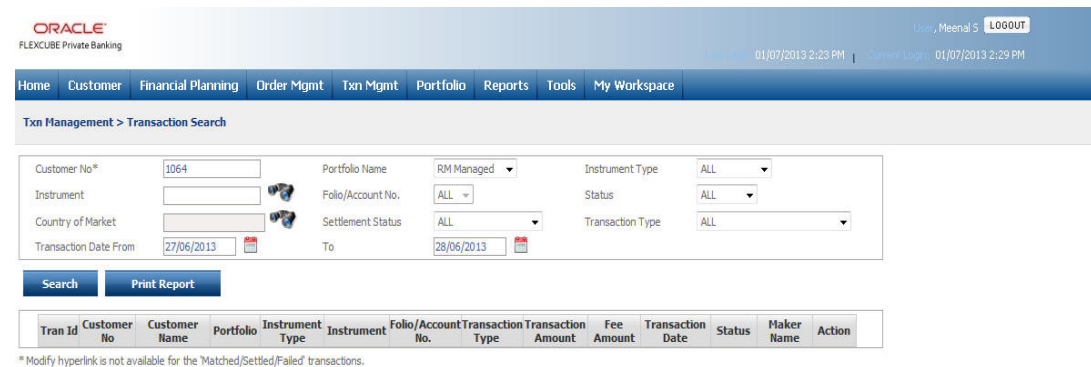 ORACLE
FLEXCUBE Private Banking
User, Meenal S LOGOUT
01/07/2013 2:23 PM | Current Login: 01/07/2013 2:29 PM
Home Customer Financial Planning Order Mgmt Txn Mgmt Portfolio Reports Tools My Workspace
Txn Management > Transaction Search
Customer No* 1064 Portfolio Name RM Managed Instrument Type ALL
Instrument Folio/Account No. ALL Status ALL
Country of Market Settlement Status ALL Transaction Type ALL
Transaction Date From 27/06/2013 To 28/06/2013
Search Print Report
Tran Id Customer No Customer Name Portfolio Instrument Type Instrument Folio/Account No. Transaction Type Transaction Amount Fee Amount Transaction Date Status Maker Name Action
* Modify hyperlink is not available for the 'Matched/Settled/Failed' transactions.